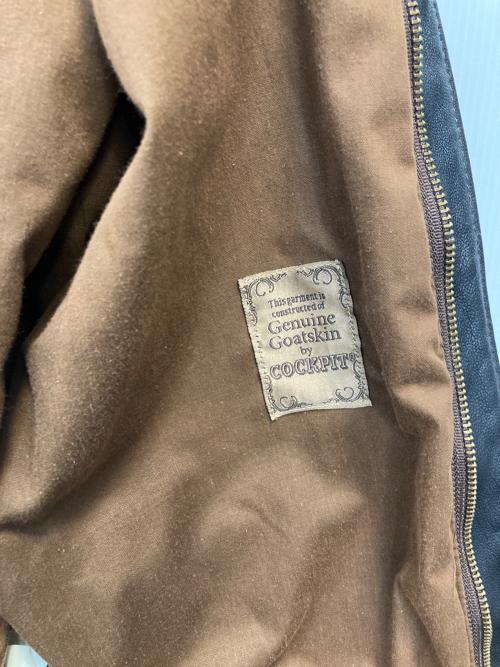 This garment is
constructed of
Genuine
Goatskin
by
COCKPIT®